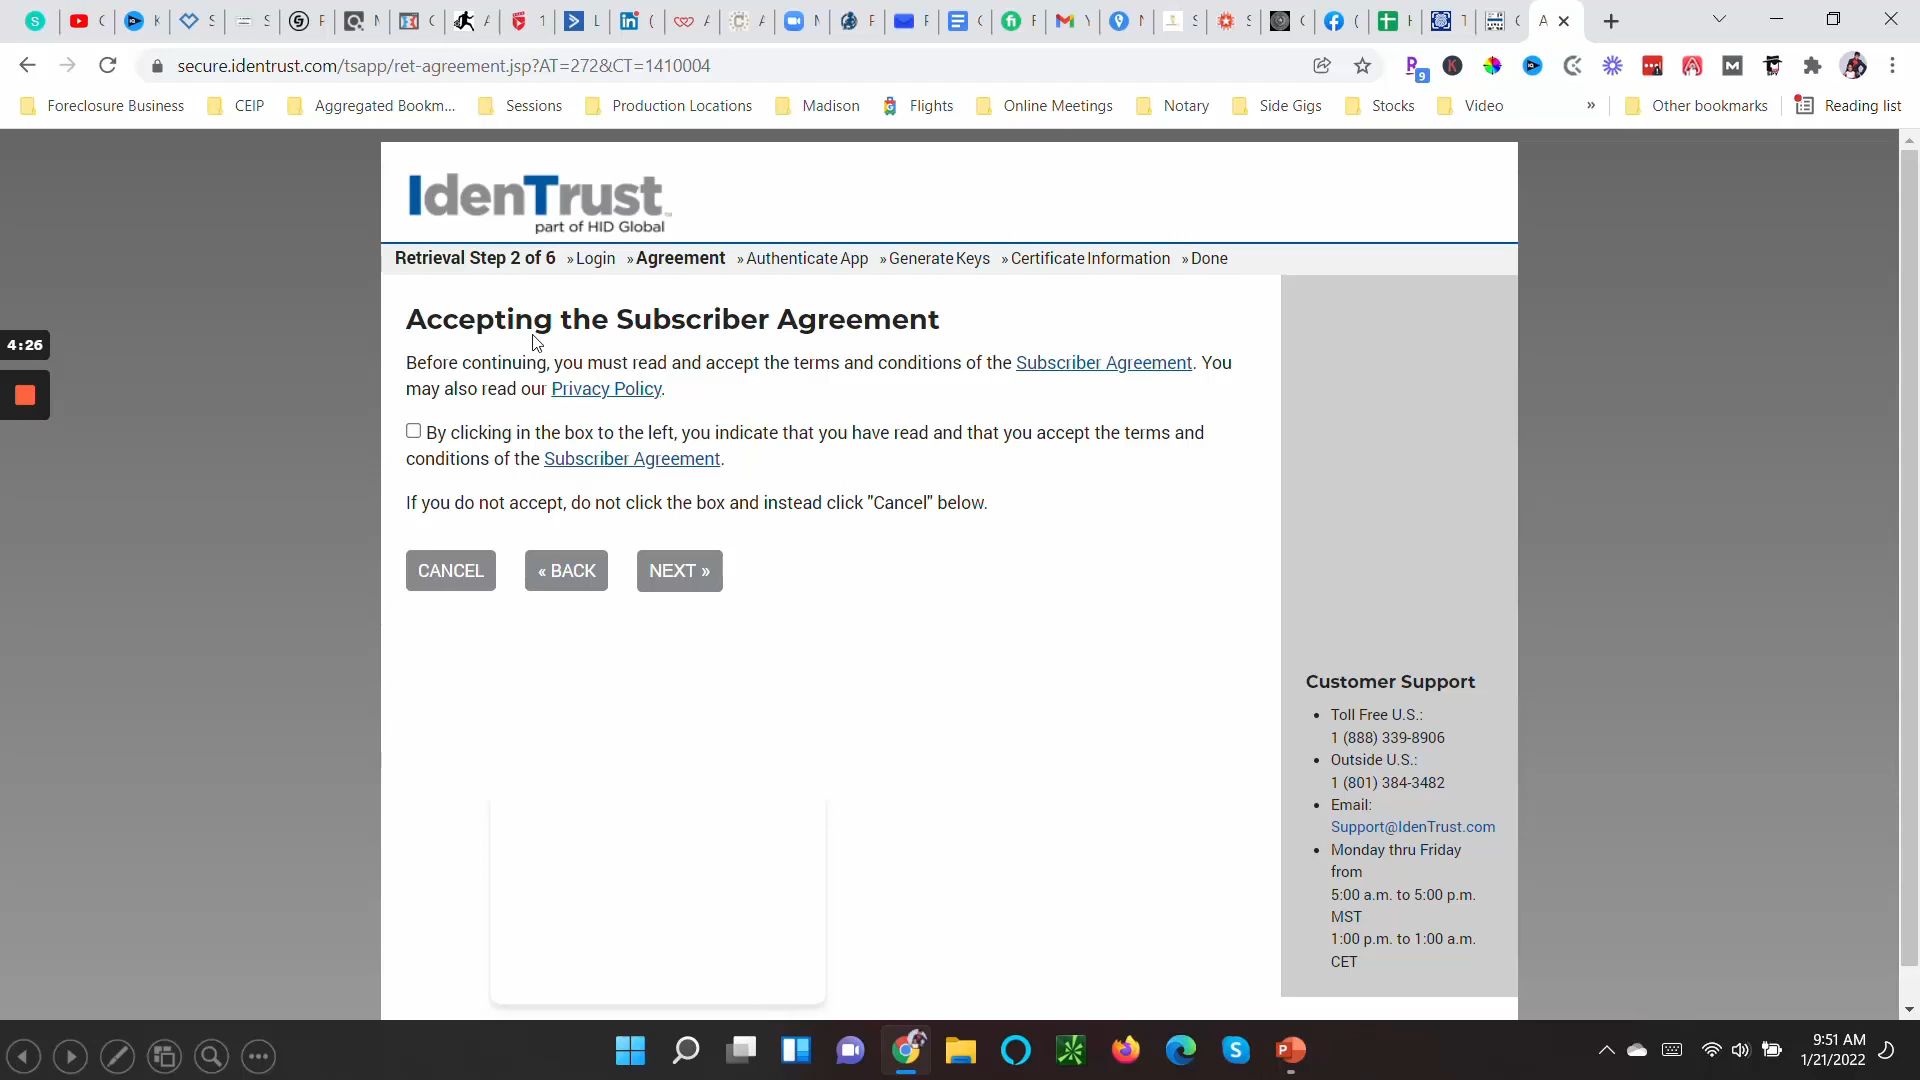 secure.identrust.com/tsapp/ret-agreement.jsp?AT=272&CT=1410004
9
Foreclosure Business CEIP Aggregated Bookm... Sessions Production Locations Madison Flights Online Meetings Notary Side Gigs Stocks Video » Other bookmarks Reading list
IdenTrust
part of HID Global
Retrieval Step 2 of 6 » Login » Agreement » Authenticate App » Generate Keys » Certificate Information » Done
Accepting the Subscriber Agreement
4:26
Before continuing, you must read and accept the terms and conditions of the Subscriber Agreement. You
may also read our Privacy Policy.
By clicking in the box to the left, you indicate that you have read and that you accept the terms and
conditions of the Subscriber Agreement.
If you do not accept, do not click the box and instead click "Cancel" below.
CANCEL « BACK NEXT »
Customer Support
• Toll Free U.S.:
1 (888) 339-8906
• Outside U.S.:
1 (801) 384-3482
• Email:
Support@IdenTrust.com
• Monday thru Friday
from
5:00 a.m. to 5:00 p.m.
MST
1:00 p.m. to 1:00 a.m.
CET
9:51 AM
1/21/2022